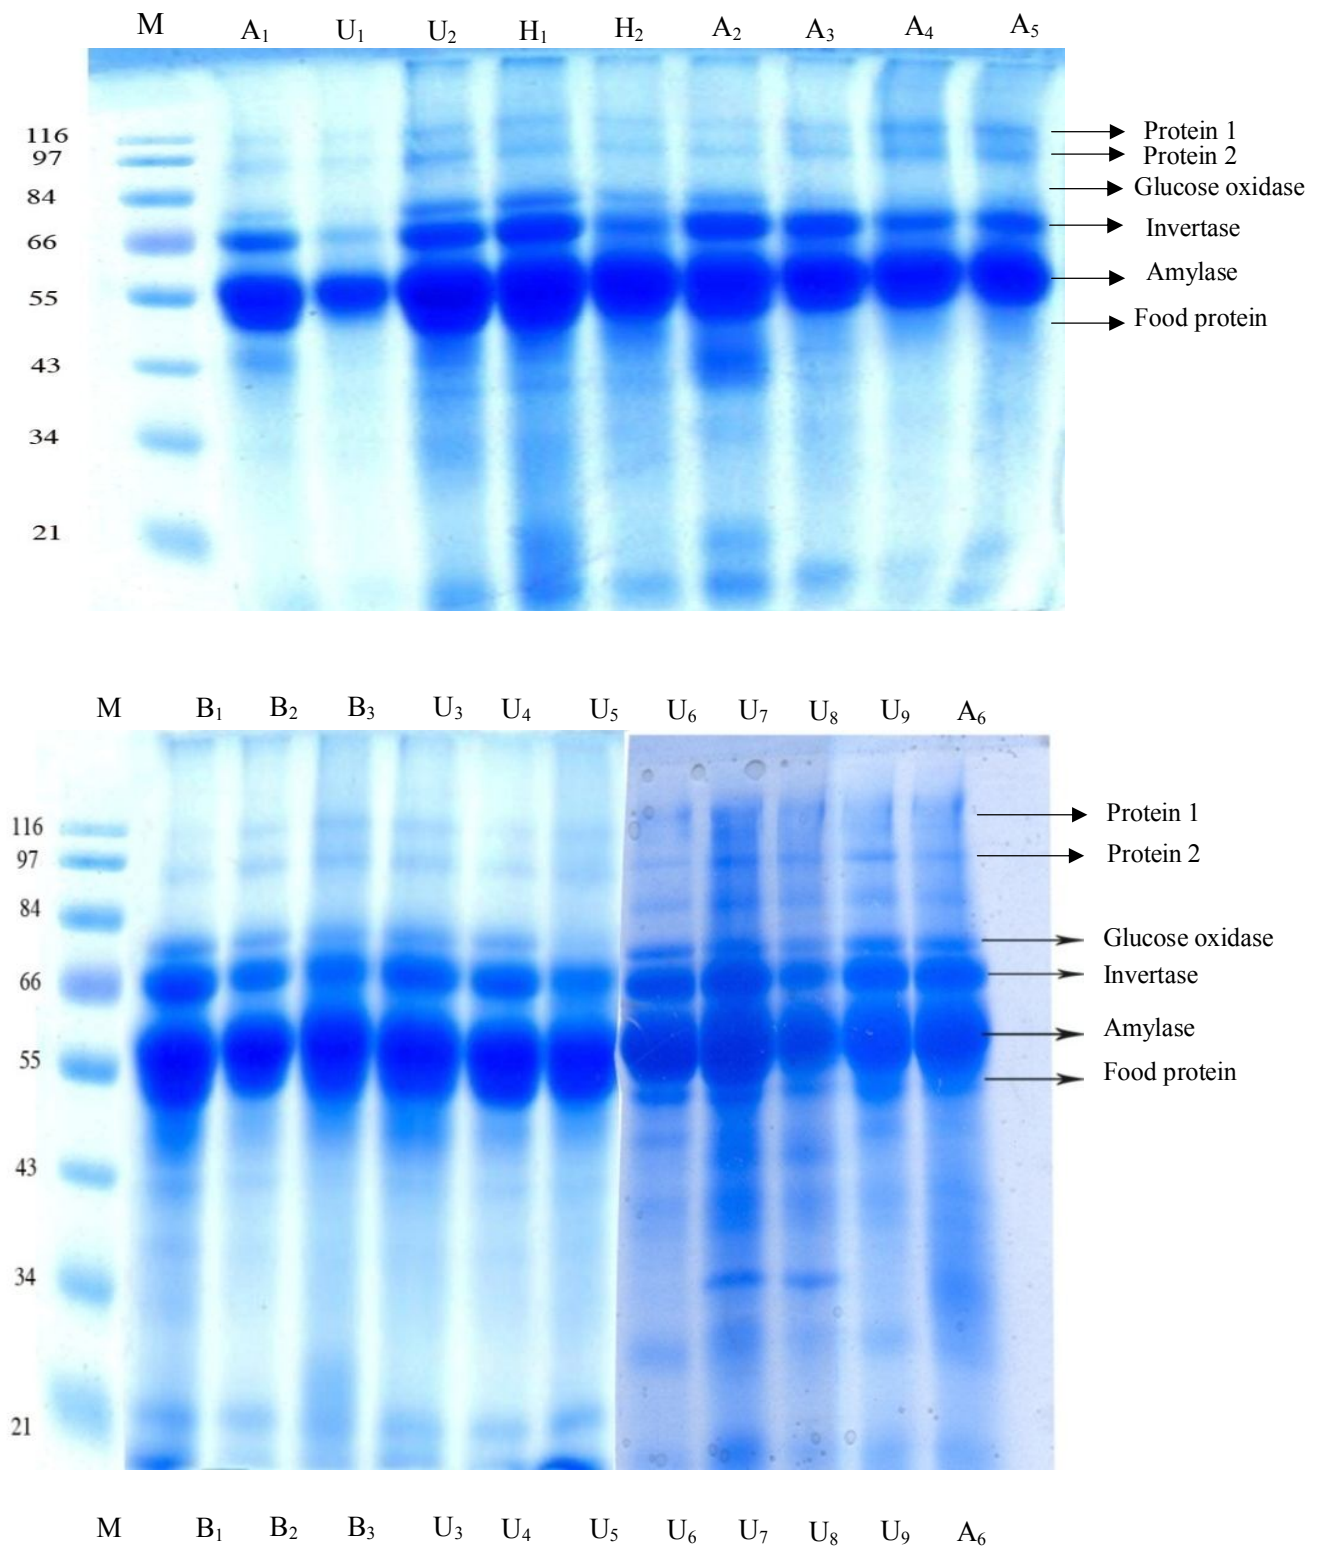 M A₁ U₁ U₂ H₁ H₂ A₂ A₃ A₄ A₅
116
97
84
66
55
43
34
21
Protein 1
Protein 2
Glucose oxidase
Invertase
Amylase
Food protein
M B₁ B₂ B₃ U₃ U₄ U₅ U₆ U₇ U₈ U₉ A₆
116
97
84
66
55
43
34
21
Protein 1
Protein 2
Glucose oxidase
Invertase
Amylase
Food protein
M B₁ B₂ B₃ U₃ U₄ U₅ U₆ U₇ U₈ U₉ A₆